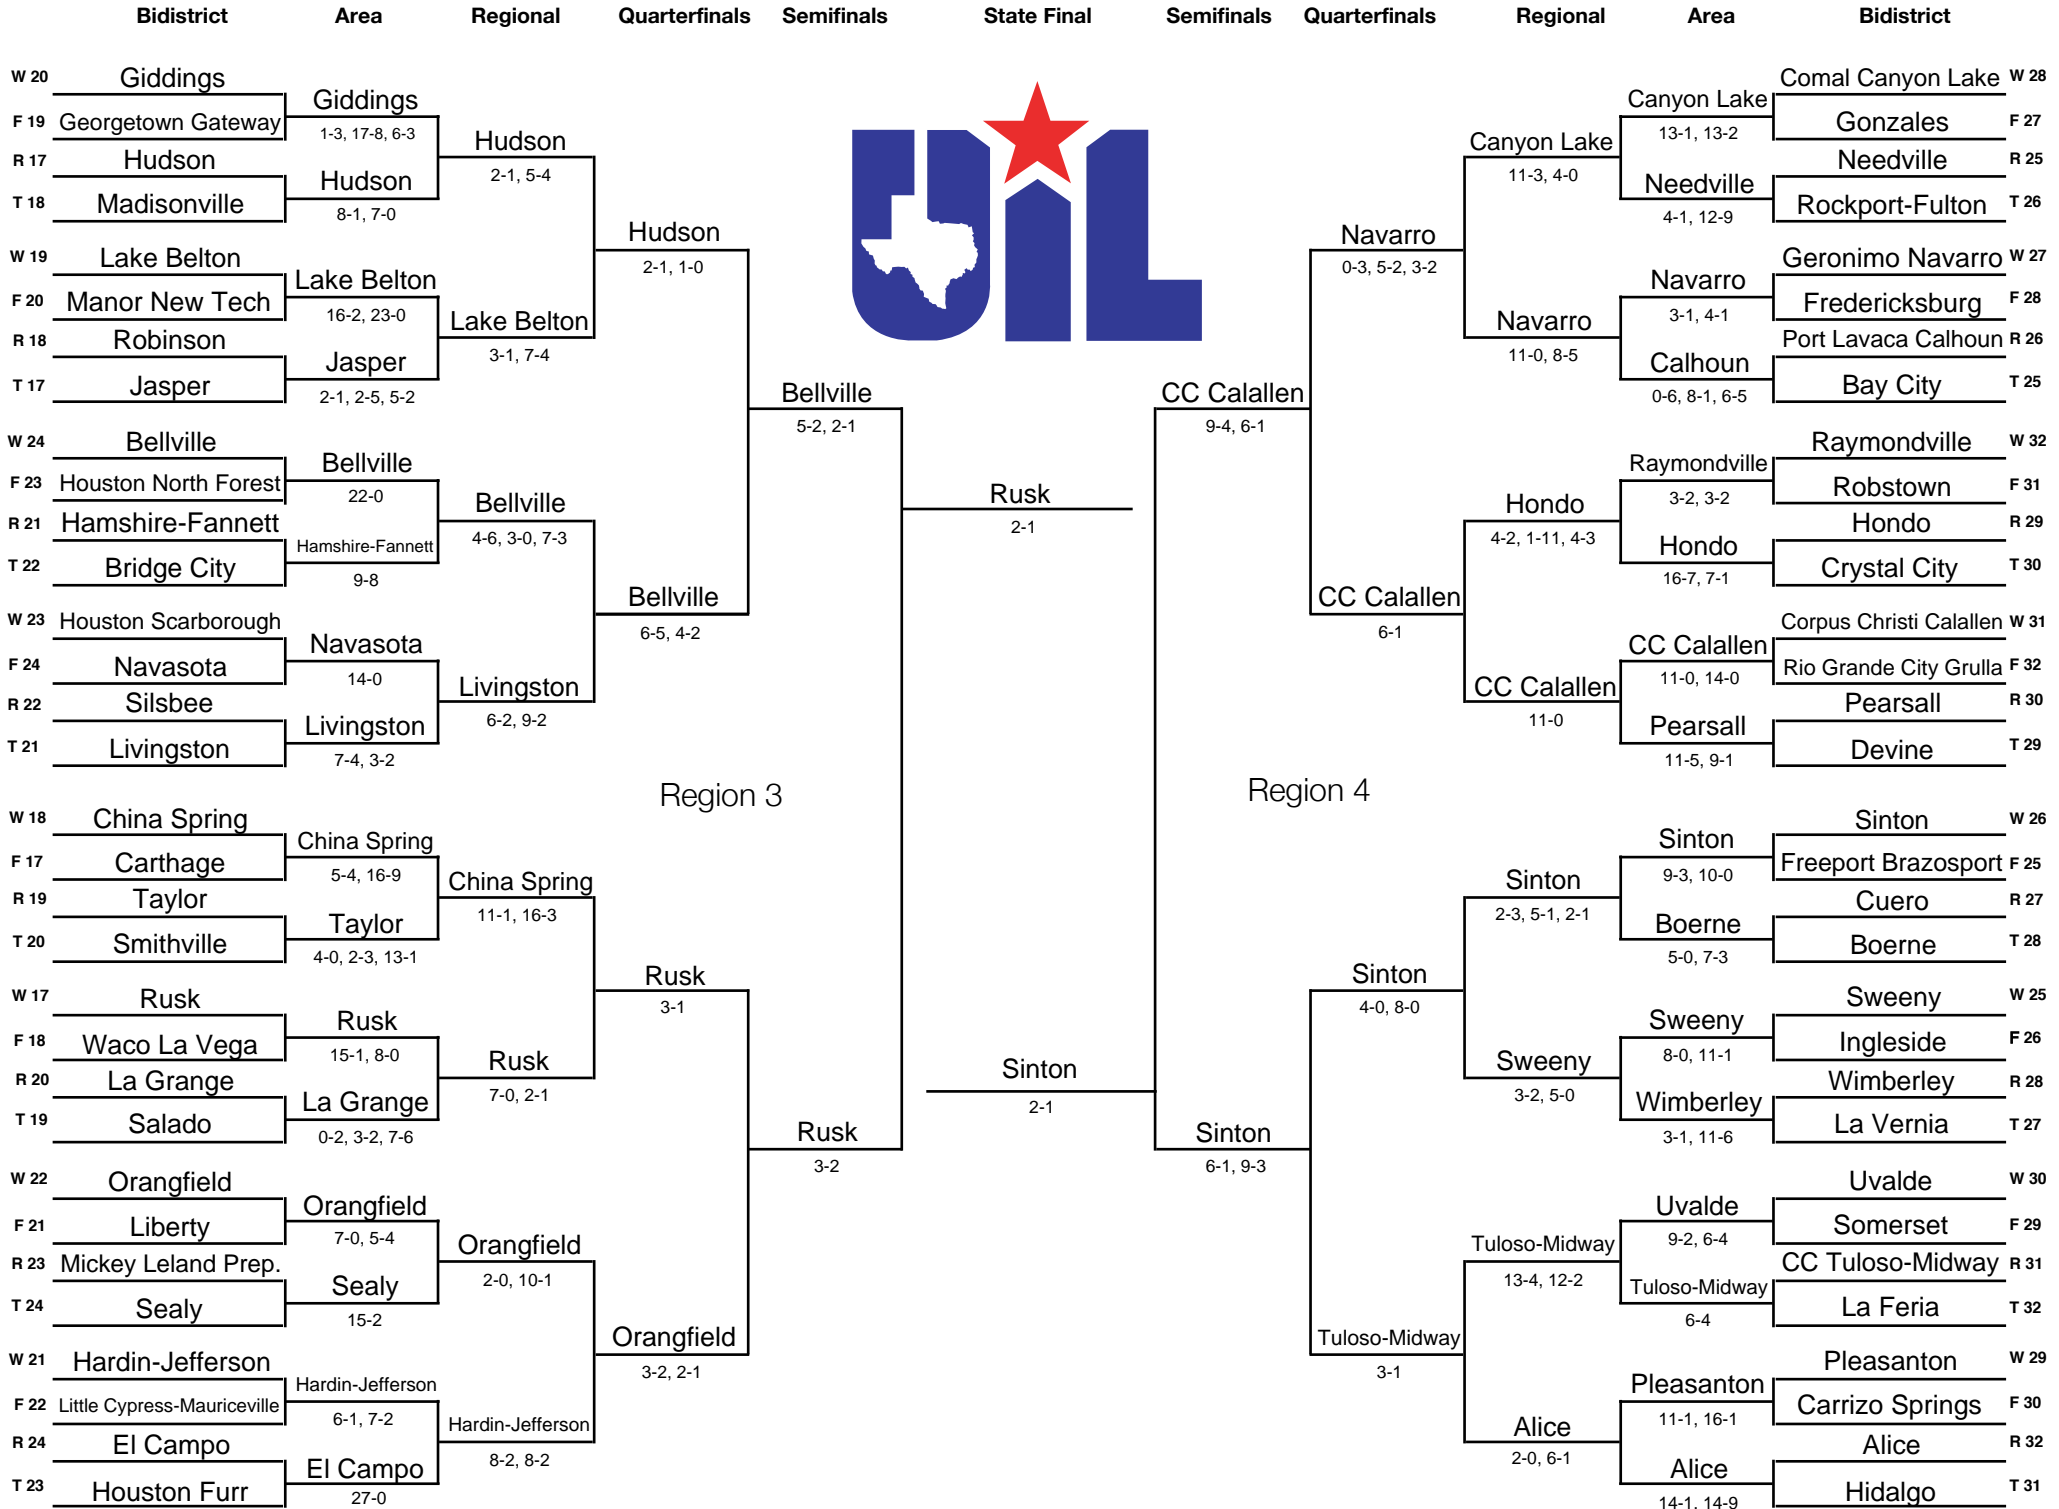 Bidistrict Area Regional Quarterfinals Semifinals State Final Semifinals Quarterfinals Regional Area Bidistrict
W 20 Giddings
F 19 Georgetown Gateway
Giddings
1-3, 17-8, 6-3
R 17 Hudson
T 18 Madisonville
Hudson
8-1, 7-0
Hudson
2-1, 5-4
W 19 Lake Belton
F 20 Manor New Tech
Lake Belton
16-2, 23-0
R 18 Robinson
T 17 Jasper
Jasper
2-1, 2-5, 5-2
Lake Belton
3-1, 7-4
Hudson
2-1, 1-0
W 24 Bellville
F 23 Houston North Forest
Bellville
22-0
R 21 Hamshire-Fannett
T 22 Bridge City
Hamshire-Fannett
9-8
Bellville
4-6, 3-0, 7-3
W 23 Houston Scarborough
F 24 Navasota
Navasota
14-0
R 22 Silsbee
T 21 Livingston
Livingston
7-4, 3-2
Livingston
6-2, 9-2
Bellville
6-5, 4-2
Bellville
5-2, 2-1
Region 3
W 18 China Spring
F 17 Carthage
China Spring
5-4, 16-9
R 19 Taylor
T 20 Smithville
Taylor
4-0, 2-3, 13-1
China Spring
11-1, 16-3
W 17 Rusk
F 18 Waco La Vega
Rusk
15-1, 8-0
R 20 La Grange
T 19 Salado
La Grange
0-2, 3-2, 7-6
Rusk
7-0, 2-1
Rusk
3-1
W 22 Orangfield
F 21 Liberty
Orangfield
7-0, 5-4
R 23 Mickey Leland Prep.
T 24 Sealy
Sealy
15-2
Orangfield
2-0, 10-1
W 21 Hardin-Jefferson
F 22 Little Cypress-Mauriceville
Hardin-Jefferson
6-1, 7-2
R 24 El Campo
T 23 Houston Furr
El Campo
27-0
Hardin-Jefferson
8-2, 8-2
Orangfield
3-2, 2-1
Rusk
3-2
UIL
Rusk
2-1
Sinton
2-1
Comal Canyon Lake W 28
Gonzales F 27
Canyon Lake
13-1, 13-2
Needville R 25
Rockport-Fulton T 26
Needville
4-1, 12-9
Canyon Lake
11-3, 4-0
Geronimo Navarro W 27
Fredericksburg F 28
Navarro
3-1, 4-1
Port Lavaca Calhoun R 26
Bay City T 25
Calhoun
0-6, 8-1, 6-5
Navarro
11-0, 8-5
Navarro
0-3, 5-2, 3-2
Raymondville W 32
Robstown F 31
Raymondville
3-2, 3-2
Hondo R 29
Crystal City T 30
Hondo
16-7, 7-1
Hondo
4-2, 1-11, 4-3
Corpus Christi Calallen W 31
Rio Grande City Grulla F 32
CC Calallen
11-0, 14-0
Pearsall R 30
Devine T 29
Pearsall
11-5, 9-1
CC Calallen
11-0
CC Calallen
6-1
CC Calallen
9-4, 6-1
Region 4
Sinton W 26
Freeport Brazosport F 25
Sinton
9-3, 10-0
Cuero R 27
Boerne T 28
Boerne
5-0, 7-3
Sinton
2-3, 5-1, 2-1
Sweeny W 25
Ingleside F 26
Sweeny
8-0, 11-1
Wimberley R 28
La Vernia T 27
Wimberley
3-1, 11-6
Sweeny
3-2, 5-0
Sinton
4-0, 8-0
Uvalde W 30
Somerset F 29
Uvalde
9-2, 6-4
CC Tuloso-Midway R 31
La Feria T 32
Tuloso-Midway
6-4
Tuloso-Midway
13-4, 12-2
Pleasanton W 29
Carrizo Springs F 30
Pleasanton
11-1, 16-1
Alice R 32
Hidalgo T 31
Alice
14-1, 14-9
Alice
2-0, 6-1
Tuloso-Midway
3-1
Sinton
6-1, 9-3